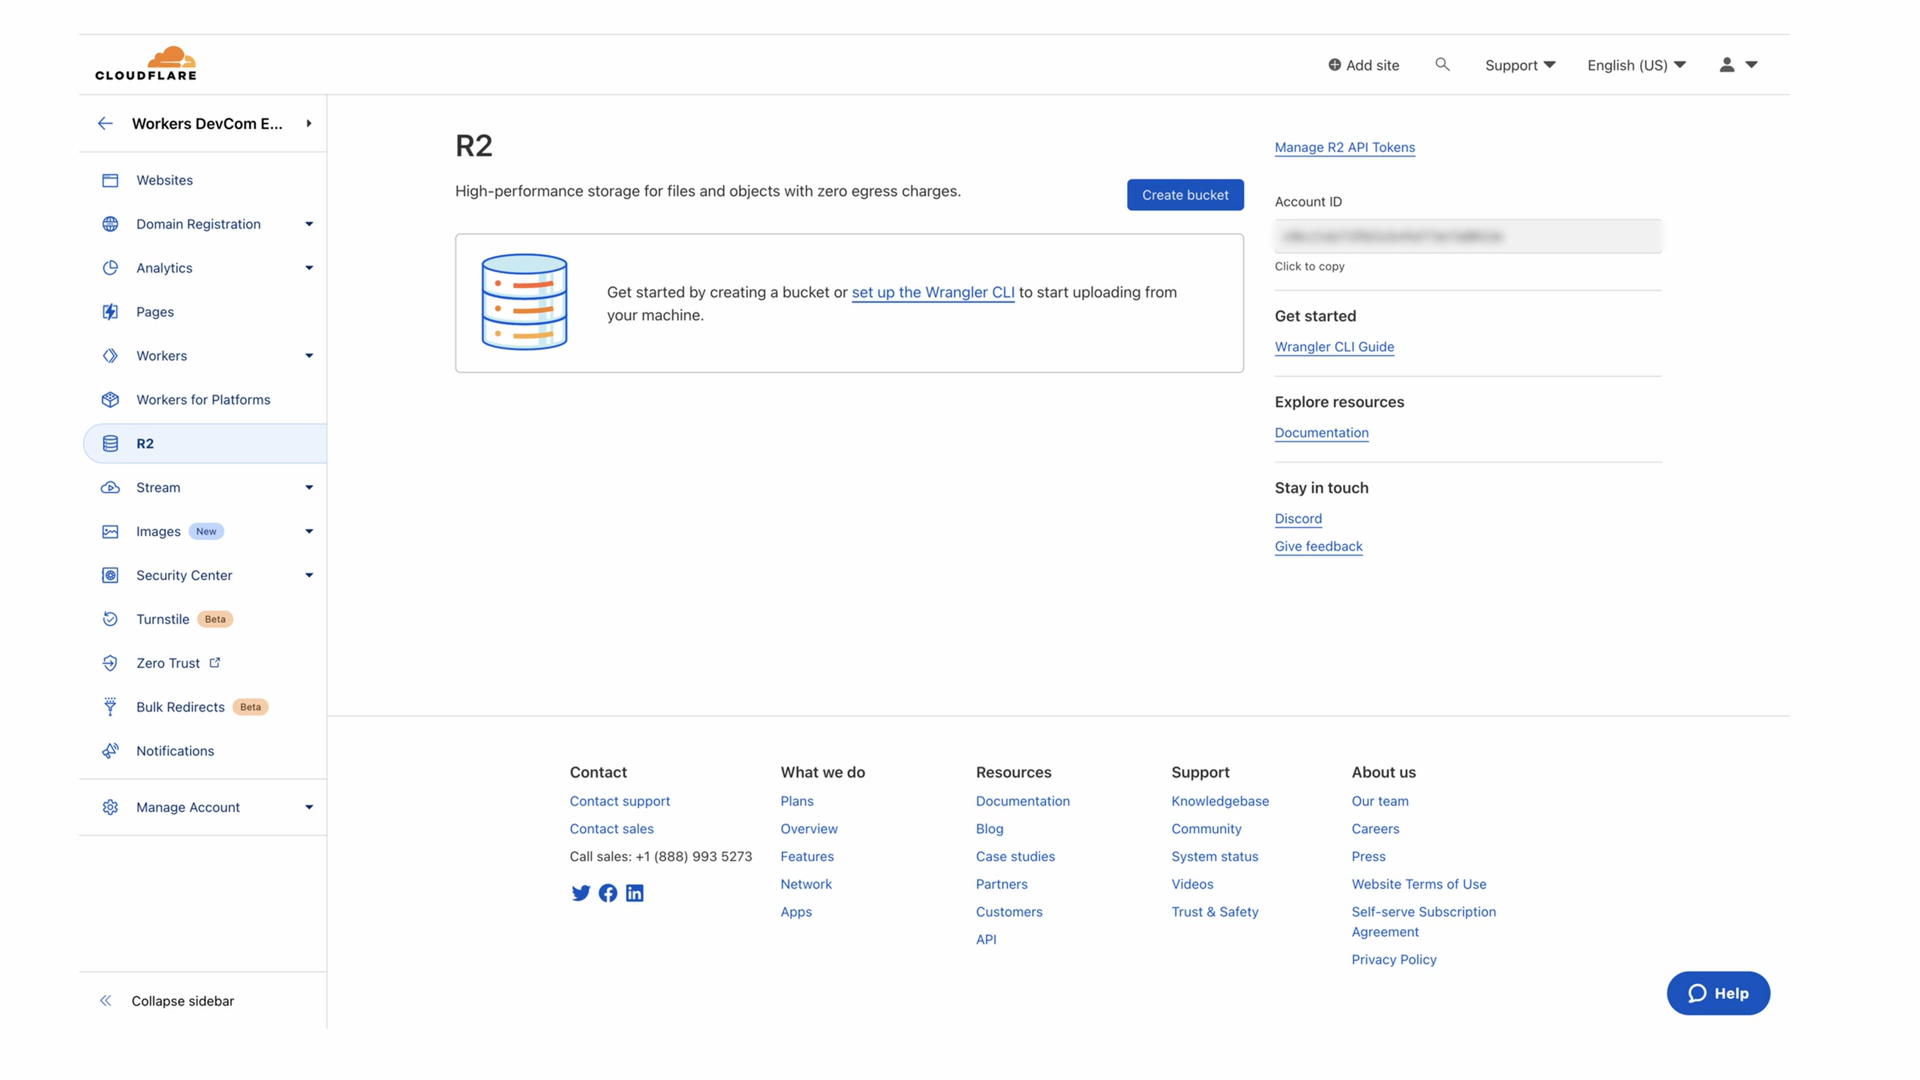 CLOUDFLARE
Add site
Support
English (US)
Workers DevCom E...
Websites
Domain Registration
Analytics
Pages
Workers
Workers for Platforms
R2
Stream
Images New
Security Center
Turnstile Beta
Zero Trust
Bulk Redirects Beta
Notifications
Manage Account
Collapse sidebar
R2
High-performance storage for files and objects with zero egress charges.
Create bucket
Get started by creating a bucket or set up the Wrangler CLI to start uploading from
your machine.
Manage R2 API Tokens
Account ID
Click to copy
Get started
Wrangler CLI Guide
Explore resources
Documentation
Stay in touch
Discord
Give feedback
Contact
Contact support
Contact sales
Call sales: +1 (888) 993 5273
What we do
Plans
Overview
Features
Network
Apps
Resources
Documentation
Blog
Case studies
Partners
Customers
API
Support
Knowledgebase
Community
System status
Videos
Trust & Safety
About us
Our team
Careers
Press
Website Terms of Use
Self-serve Subscription
Agreement
Privacy Policy
Help